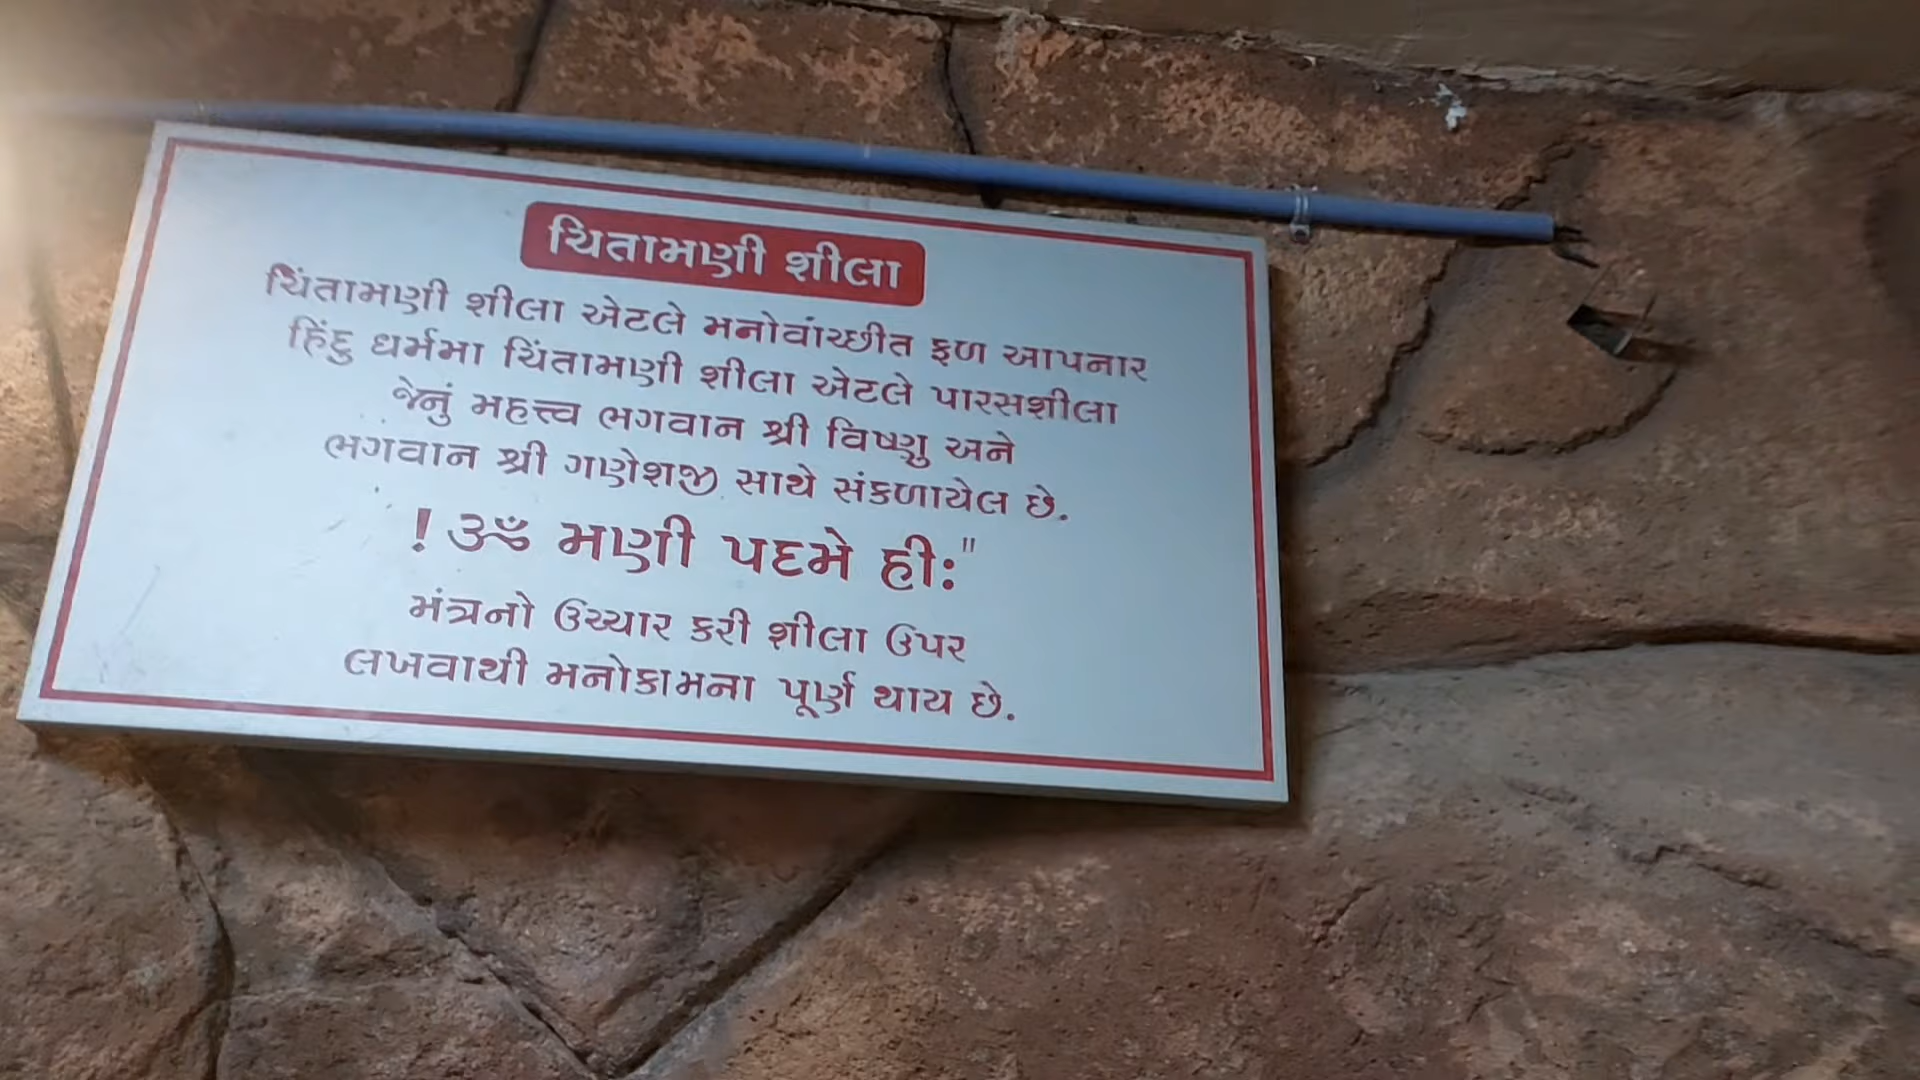 ચિતામણી શીલા
ચિંતામણી શીલા એટલે મનોવાંચ્છીત ફળ આપનાર
હિંદુ ધર્મમા ચિંતામણી શીલા એટલે પારસશીલા
જેનું મહત્ત્વ ભગવાન શ્રી વિષ્ણુ અને
ભગવાન શ્રી ગણેશજી સાથે સંકળાયેલ છે.
! ૐ મણી પદમે હીઃ"
મંત્રનો ઉચ્ચાર કરી શીલા ઉપર
લખવાથી મનોકામના પૂર્ણ થાય છે.